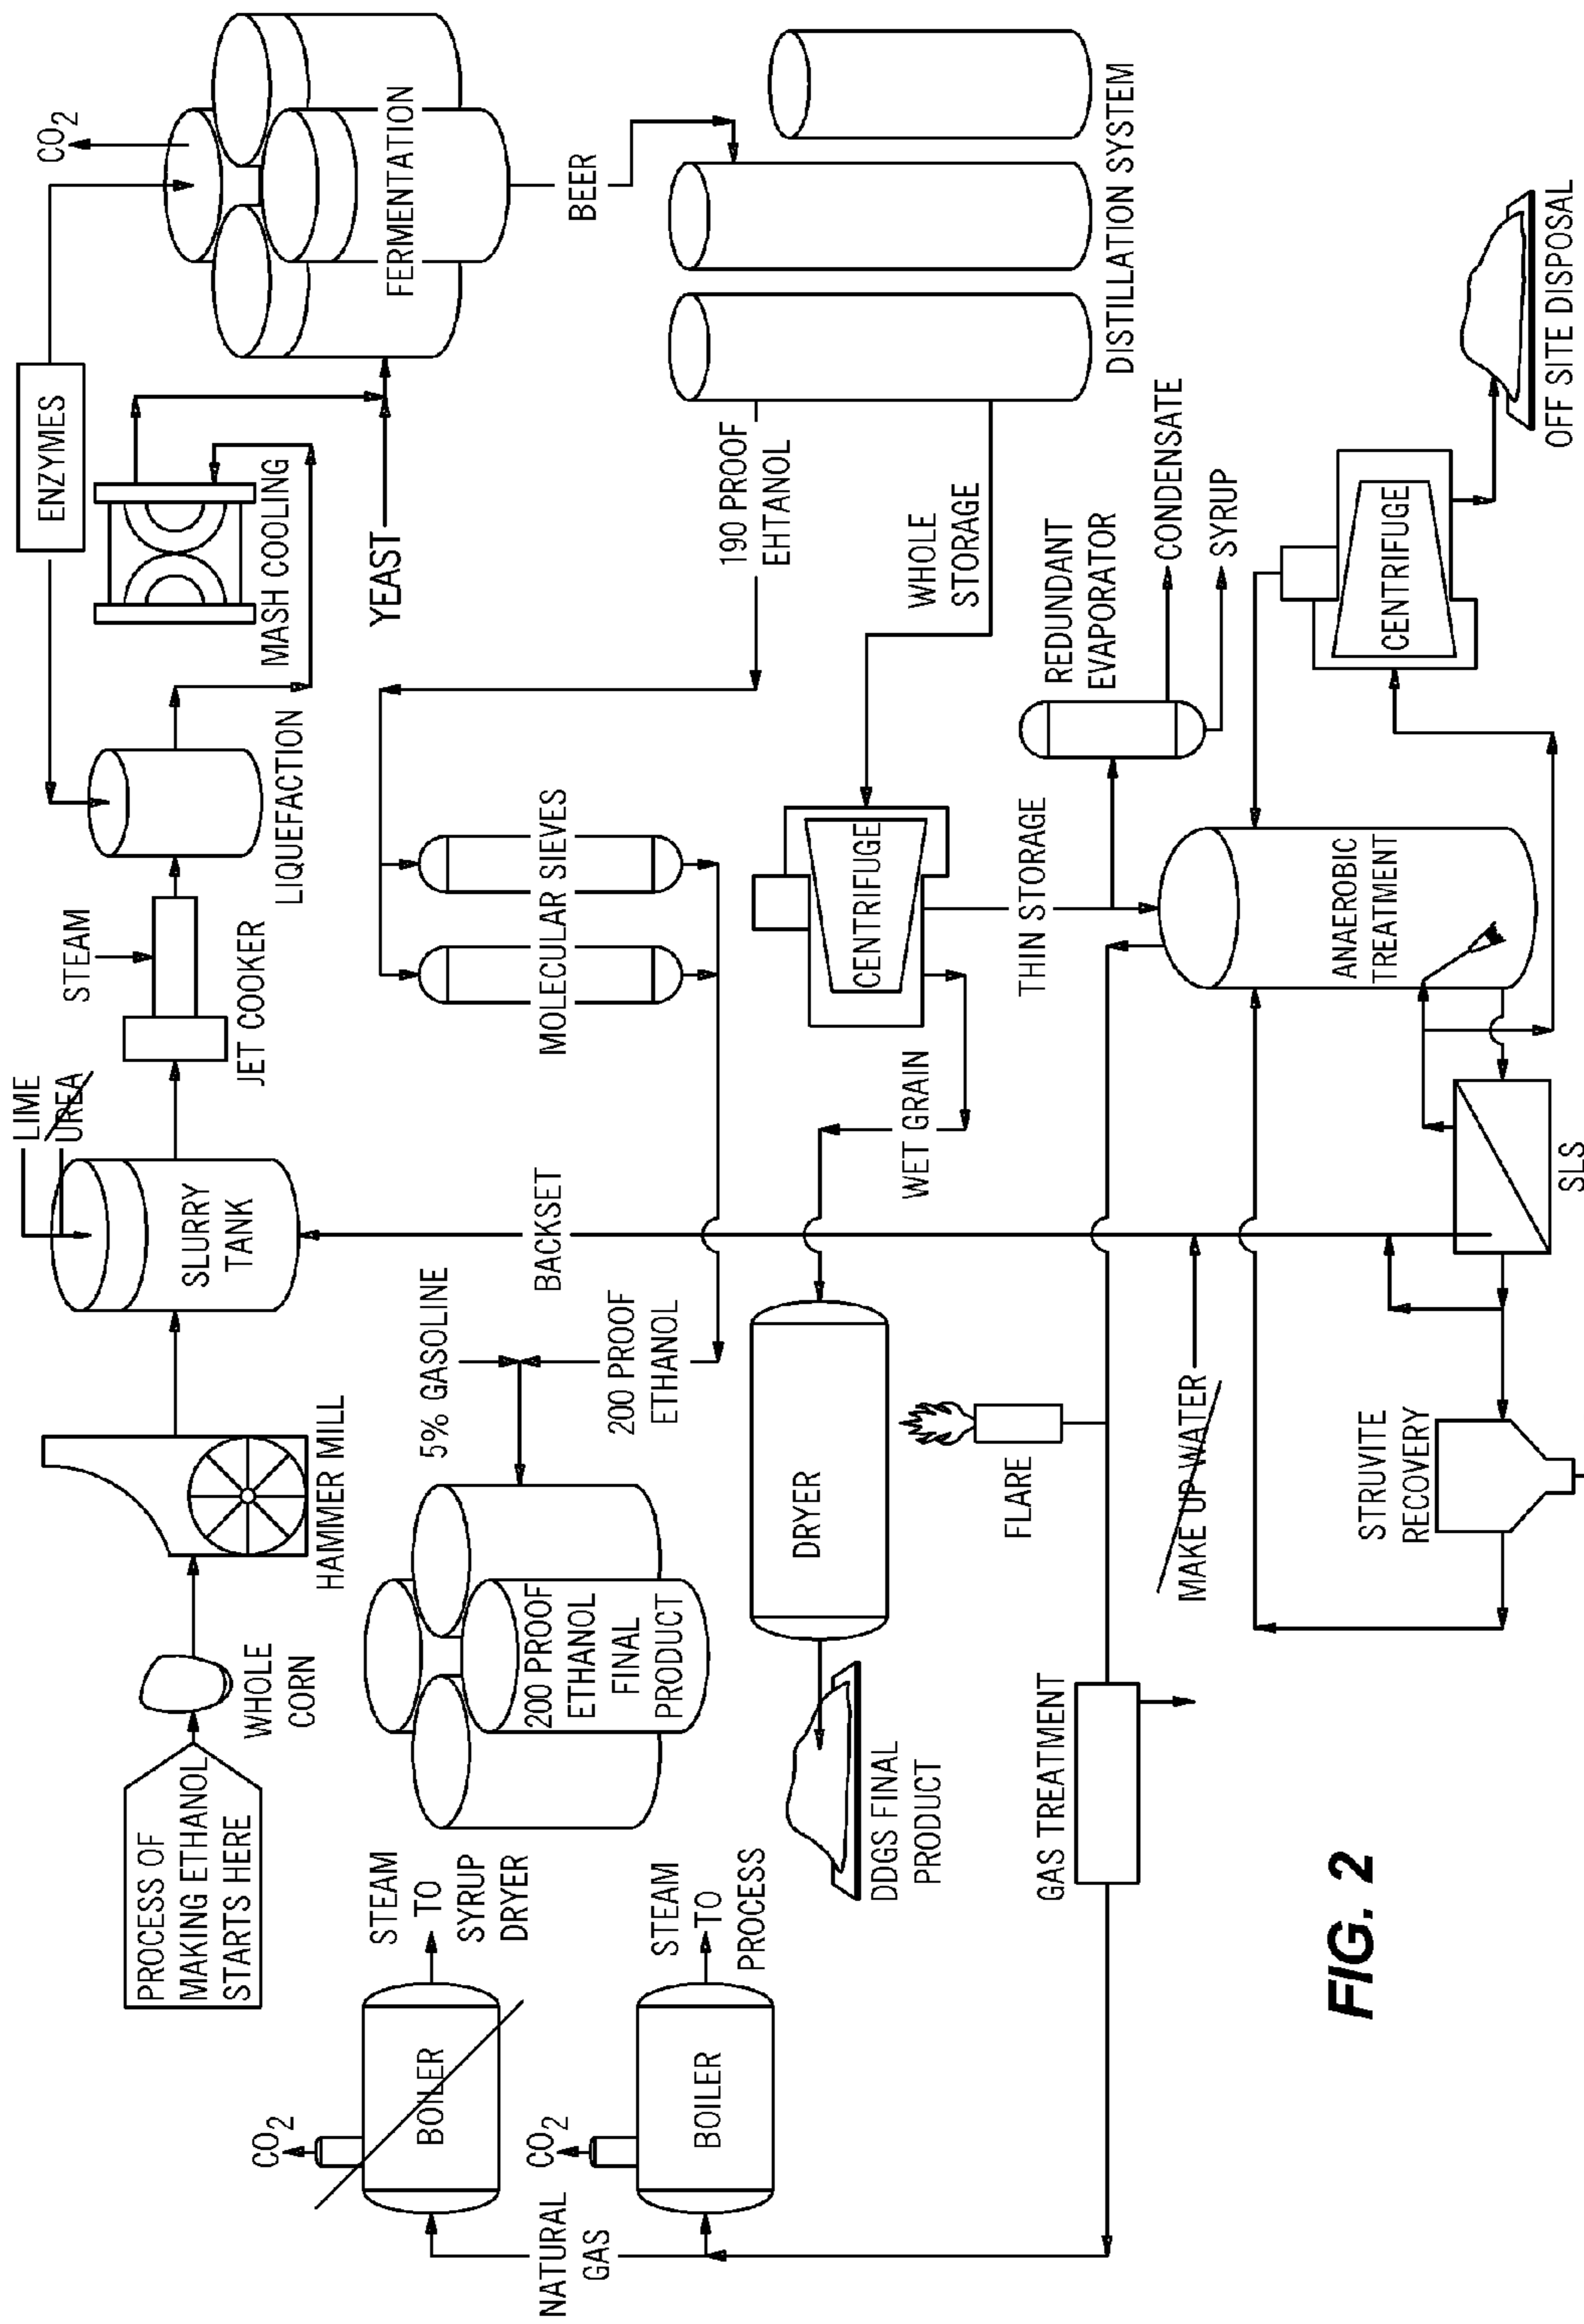 PROCESS OF
MAKING ETHANOL
STARTS HERE
WHOLE
CORN
HAMMER MILL
LIME
UREA
SLURRY
TANK
STEAM
JET COOKER
LIQUEFACTION
ENZYMES
MASH COOLING
YEAST
CO2
FERMENTATION
BEER
STEAM
TO
SYRUP
DRYER
CO2
BOILER
200 PROOF
ETHANOL
FINAL
PRODUCT
5% GASOLINE
200 PROOF
ETHANOL
BACKSET
MOLECULAR SIEVES
190 PROOF
EHTANOL
DISTILLATION SYSTEM
STEAM
TO
PROCESS
CO2
BOILER
NATURAL
GAS
DDGS FINAL
PRODUCT
DRYER
WET GRAIN
CENTRIFUGE
WHOLE
STORAGE
THIN STORAGE
REDUNDANT
EVAPORATOR
CONDENSATE
SYRUP
GAS TREATMENT
FLARE
MAKE UP WATER
ANAEROBIC
TREATMENT
CENTRIFUGE
OFF SITE DISPOSAL
STRUVITE
RECOVERY
SLS
FIG. 2